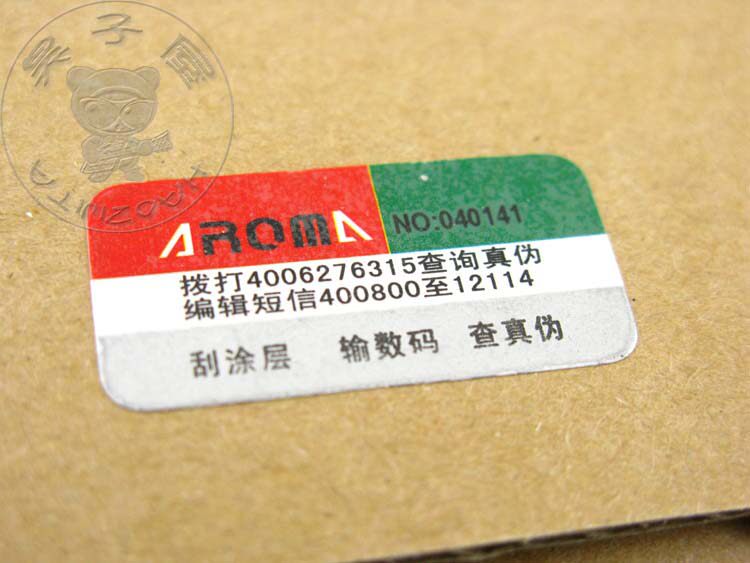 AROMA
NO:040141
拨打4006276315查询真伪
编辑短信400800至12114
刮涂层 输数码 查真伪